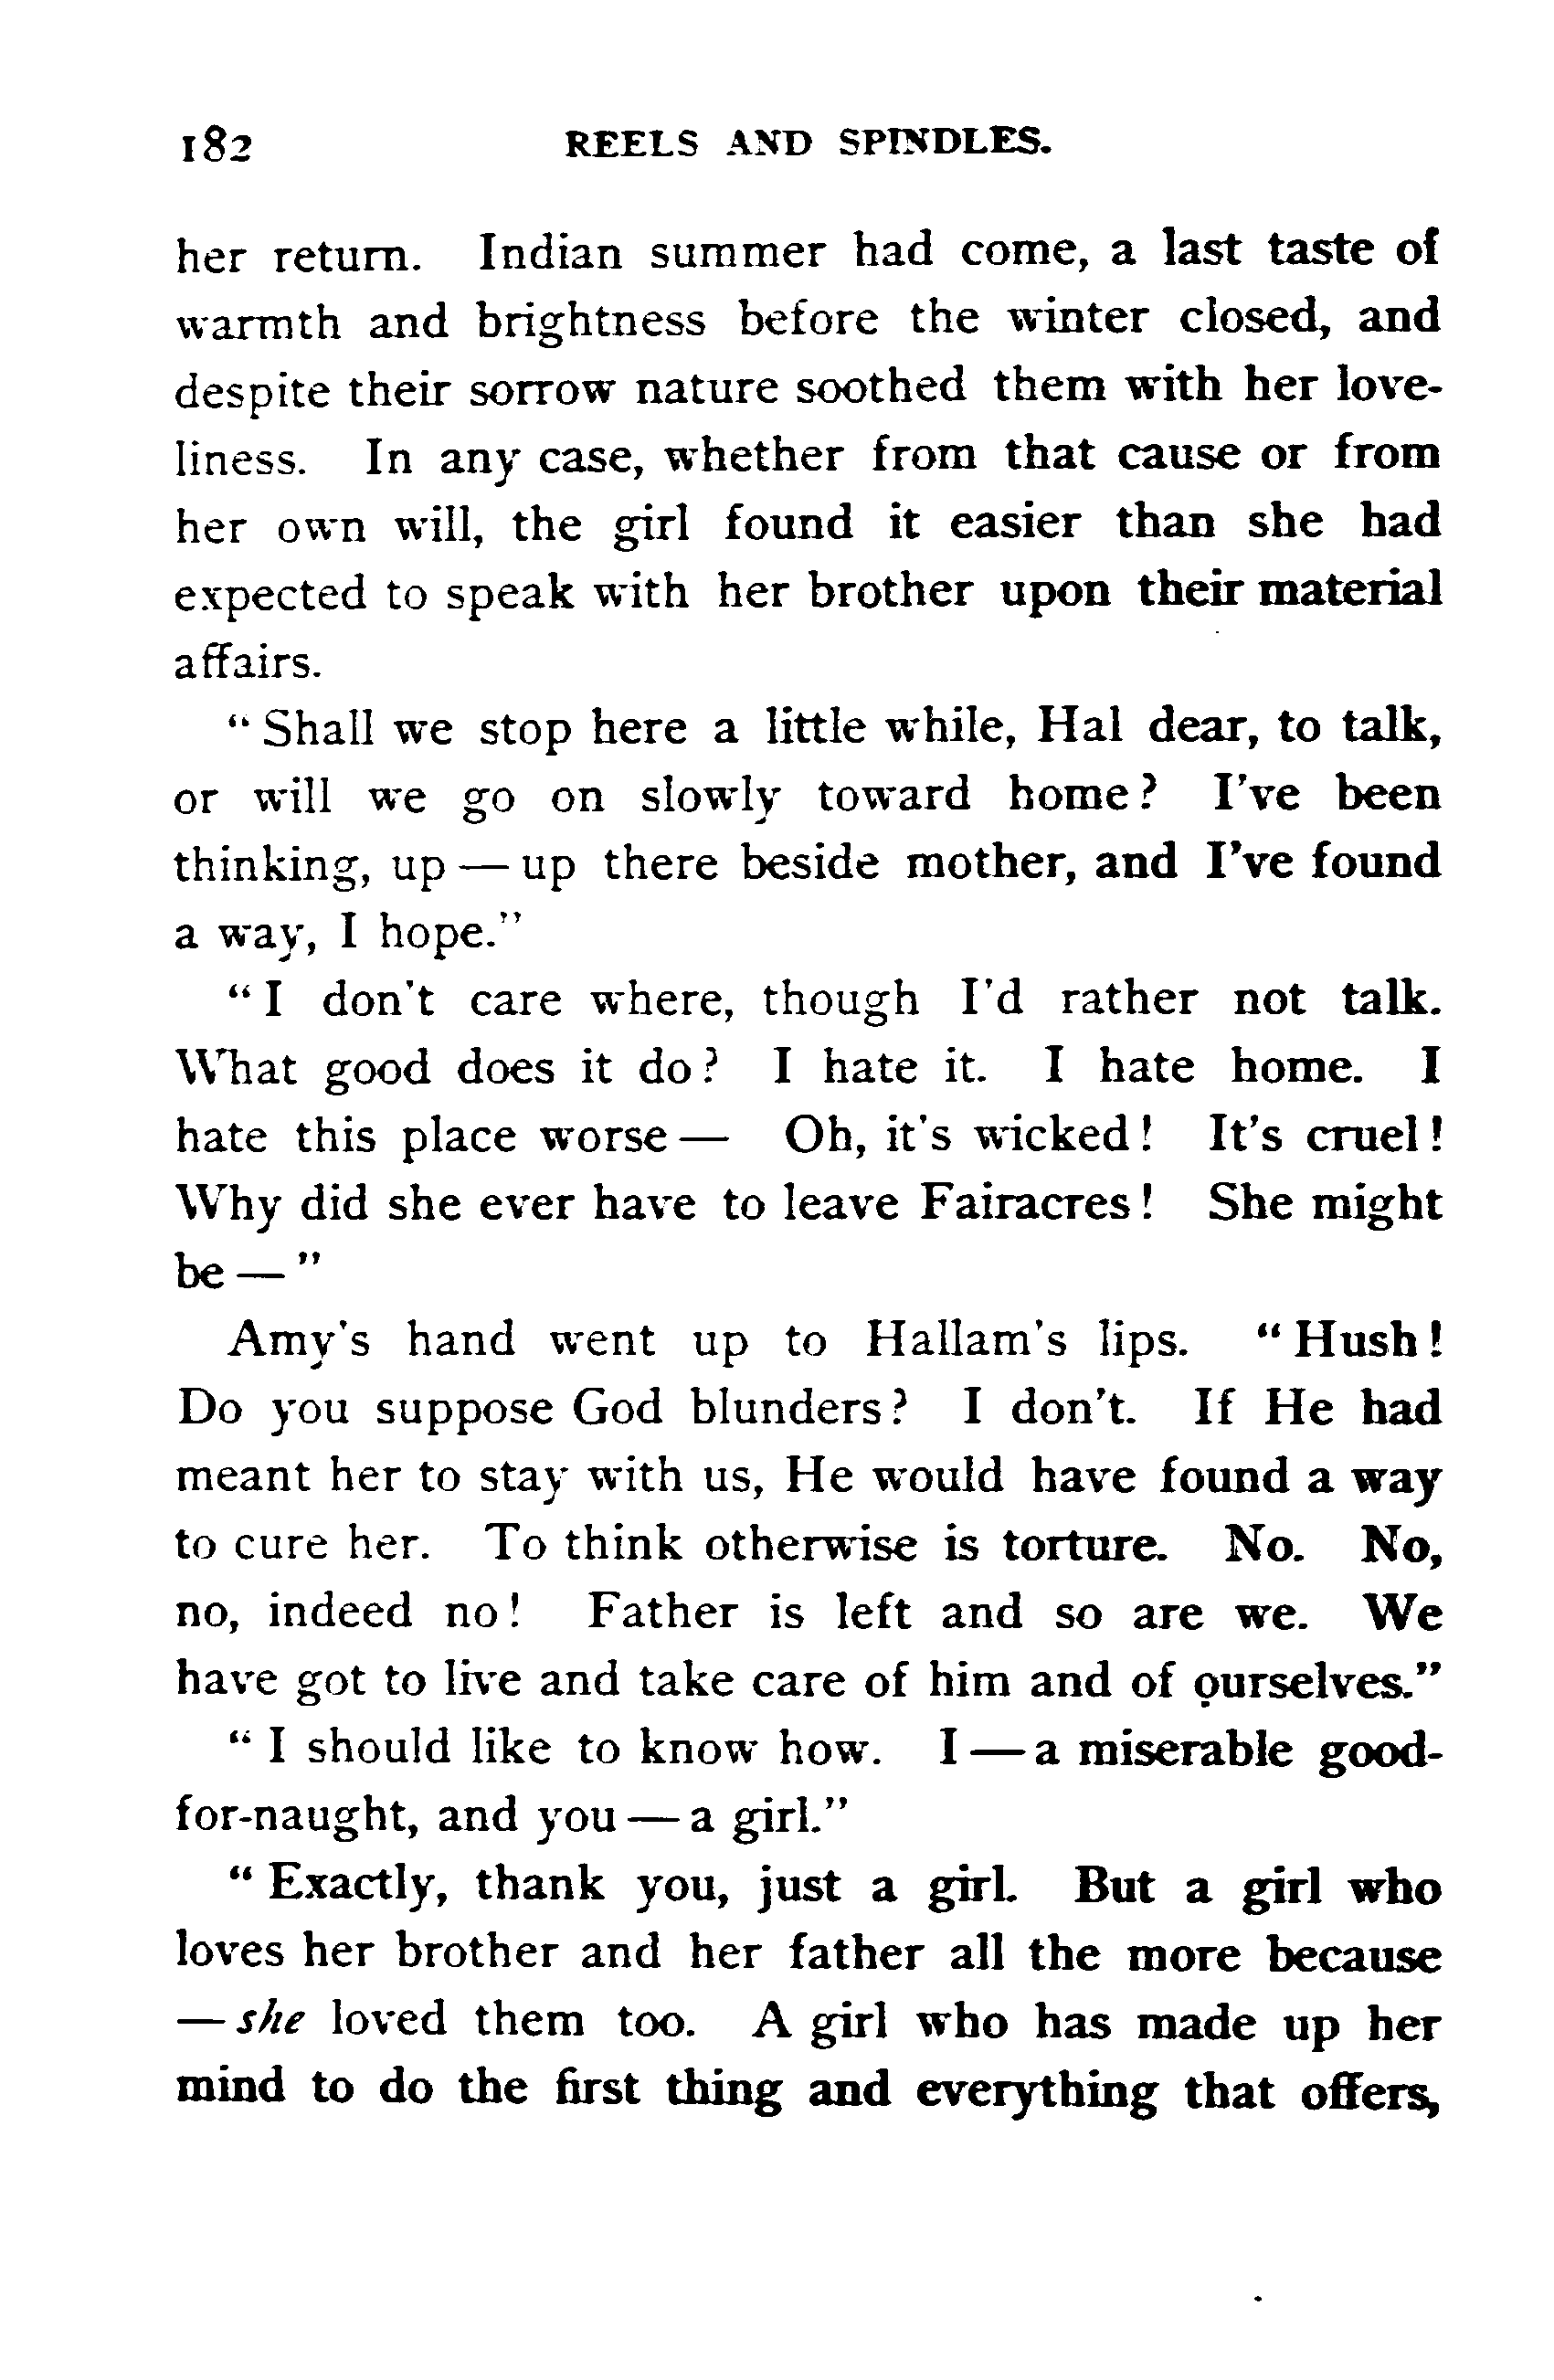 182 REELS AND SPINDLES.
her return. Indian summer had come, a last taste of
warmth and brightness before the winter closed, and
despite their sorrow nature soothed them with her love-
liness. In any case, whether from that cause or from
her own will, the girl found it easier than she had
expected to speak with her brother upon their material
affairs.
“Shall we stop here a little while, Hal dear, to talk,
or will we go on slowly toward home? I've been
thinking, up — up there beside mother, and I've found
a way, I hope.”
“I don't care where, though I'd rather not talk.
What good does it do? I hate it. I hate home. I
hate this place worse — Oh, it's wicked! It's cruel!
Why did she ever have to leave Fairacres! She might
be — ”
Amy's hand went up to Hallam's lips. “Hush!
Do you suppose God blunders? I don't. If He had
meant her to stay with us, He would have found a way
to cure her. To think otherwise is torture. No. No,
no, indeed no! Father is left and so are we. We
have got to live and take care of him and of ourselves.”
“I should like to know how. I — a miserable good-
for-naught, and you — a girl.”
“Exactly, thank you, just a girl. But a girl who
loves her brother and her father all the more because
— she loved them too. A girl who has made up her
mind to do the first thing and everything that offers,